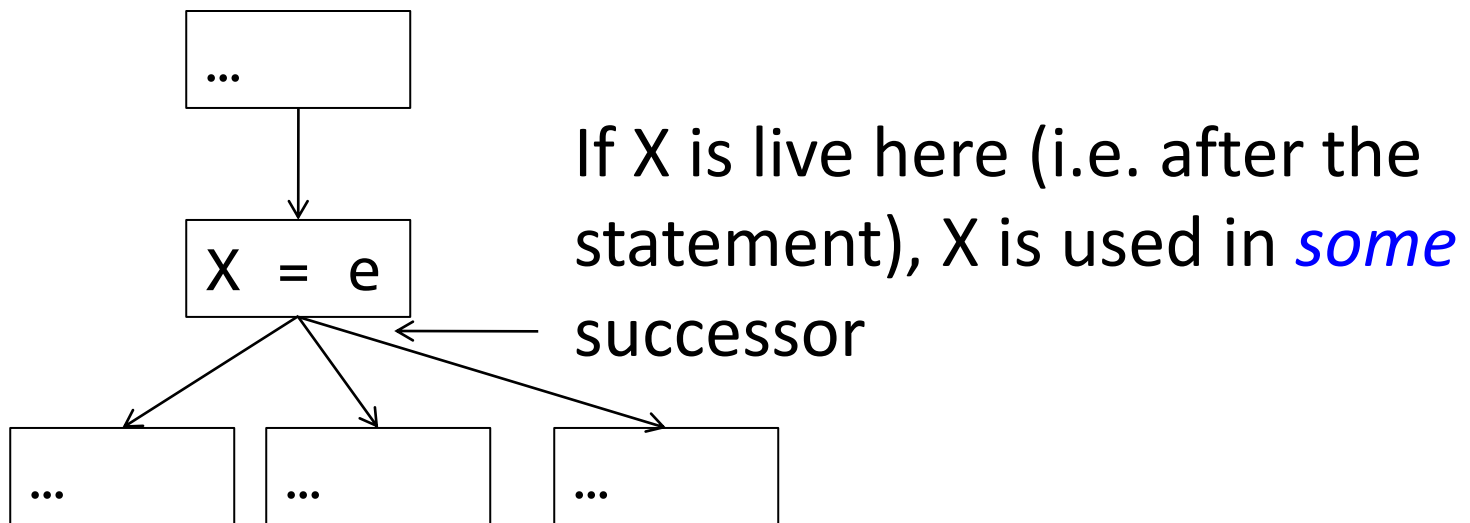 …
If X is live here (i.e. after the
statement), X is used in some
successor
X = e
…
…
…